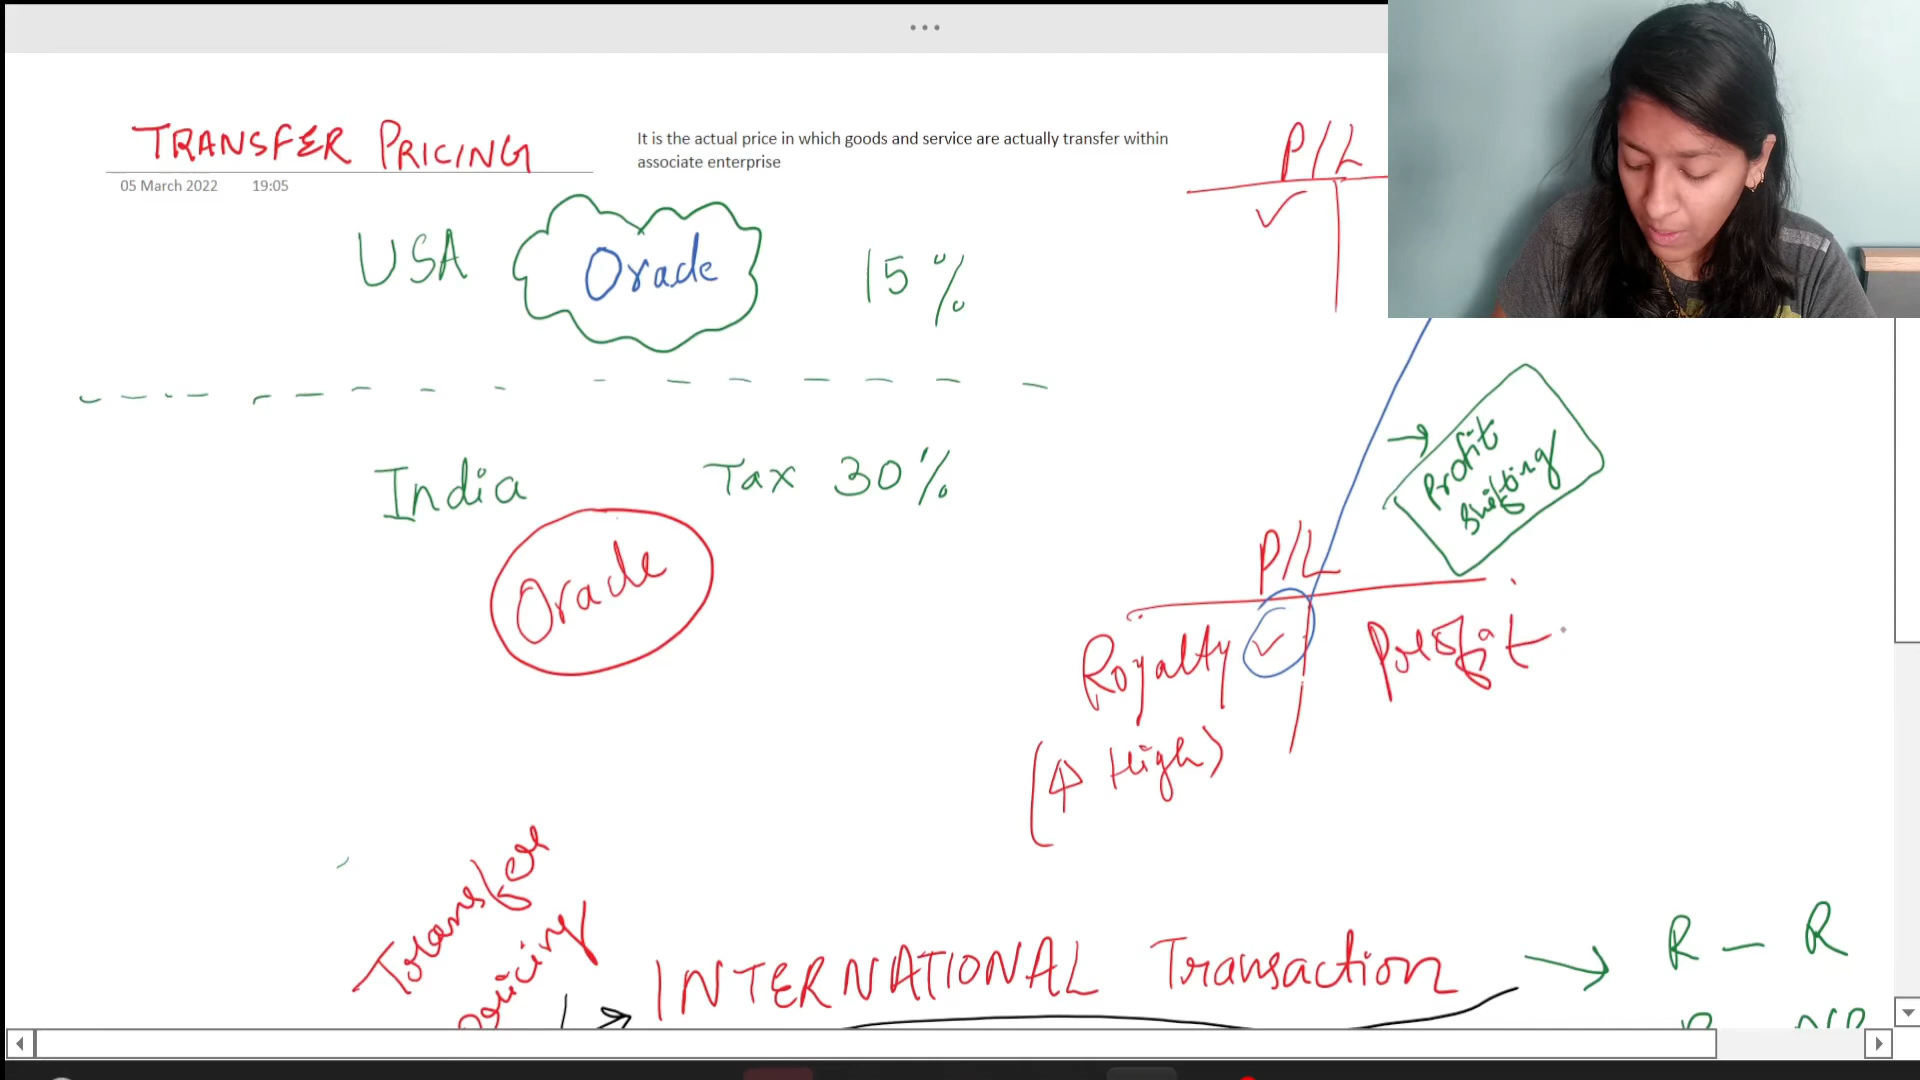 TRANSFER PRICING
It is the actual price in which goods and service are actually transfer within
associate enterprise
05 March 2022 19:05
P/L
USA Oracle 15%
India Tax 30%
Oracle
Profit
Shifting
P/L
Royalty Profit
(↑ High)
Transfer
pricing
INTERNATIONAL Transaction → R - R